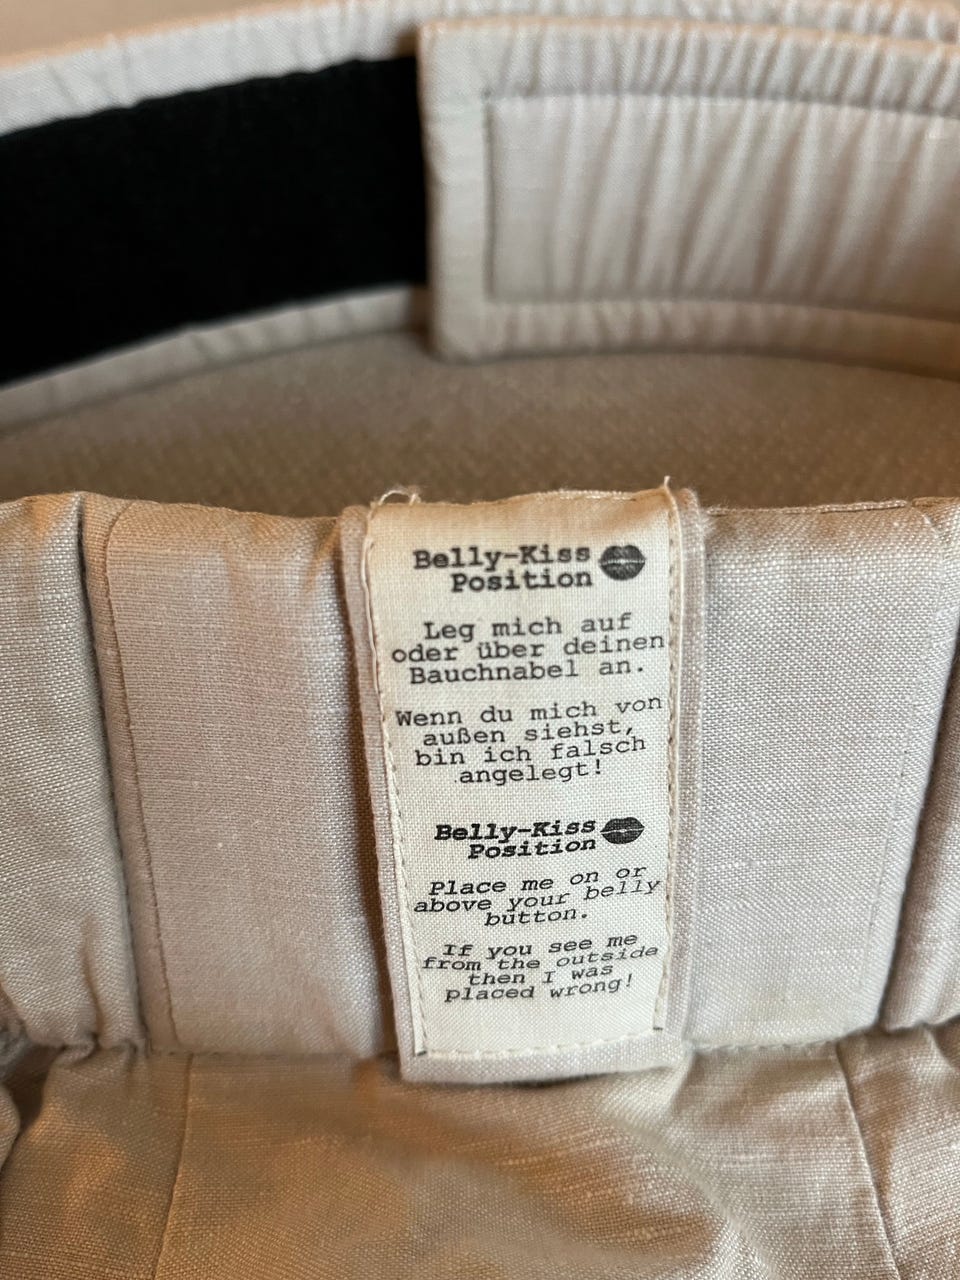 Belly-Kiss
Position
Leg mich auf
oder über deinen
Bauchnabel an.
Wenn du mich von
außen siehst,
bin ich falsch
angelegt!
Belly-Kiss
Position
Place me on or
above your belly
button.
If you see me
from the outside
then I was
placed wrong!